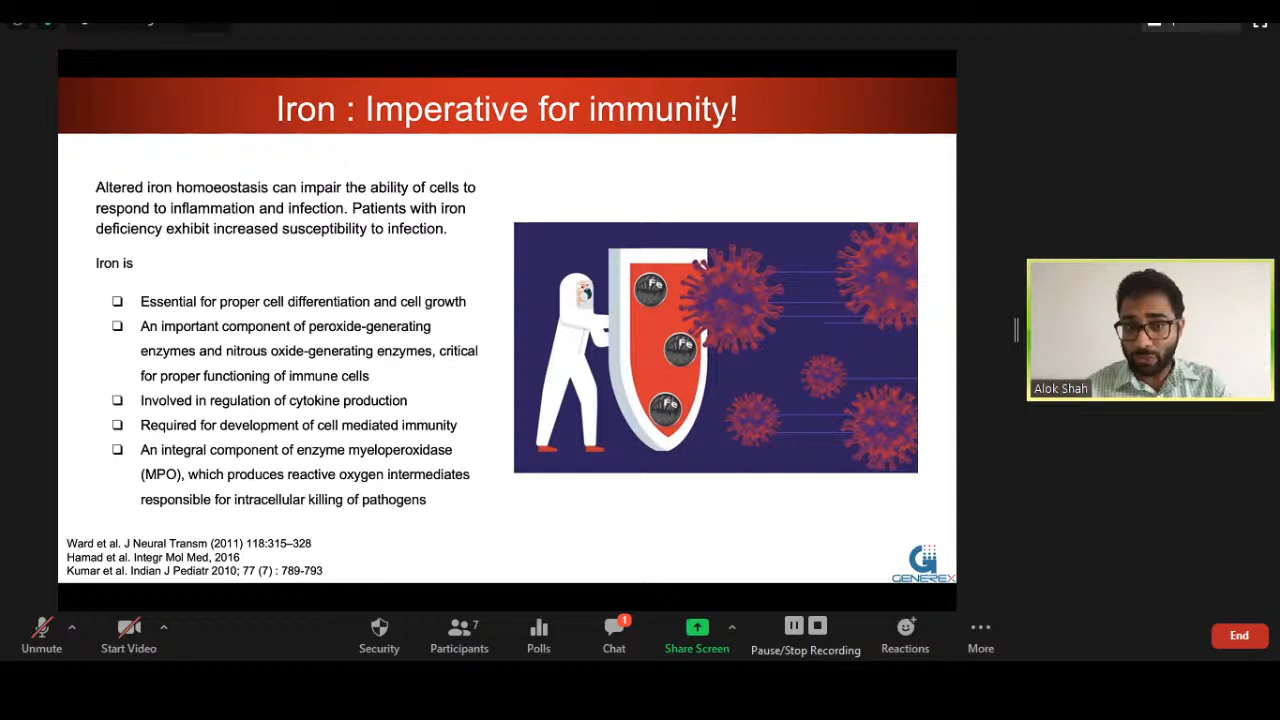 Iron : Imperative for immunity!
Altered iron homoeostasis can impair the ability of cells to
respond to inflammation and infection. Patients with iron
deficiency exhibit increased susceptibility to infection.
Iron is
❑ Essential for proper cell differentiation and cell growth
❑ An important component of peroxide-generating
enzymes and nitrous oxide-generating enzymes, critical
for proper functioning of immune cells
❑ Involved in regulation of cytokine production
❑ Required for development of cell mediated immunity
❑ An integral component of enzyme myeloperoxidase
(MPO), which produces reactive oxygen intermediates
responsible for intracellular killing of pathogens
Fe
Fe
Fe
Ward et al. J Neural Transm (2011) 118:315–328
Hamad et al. Integr Mol Med, 2016
Kumar et al. Indian J Pediatr 2010; 77 (7) : 789-793
GENEREX
Alok Shah
Unmute
Start Video
Security
7
Participants
Polls
1
Chat
Share Screen
Pause/Stop Recording
Reactions
More
End